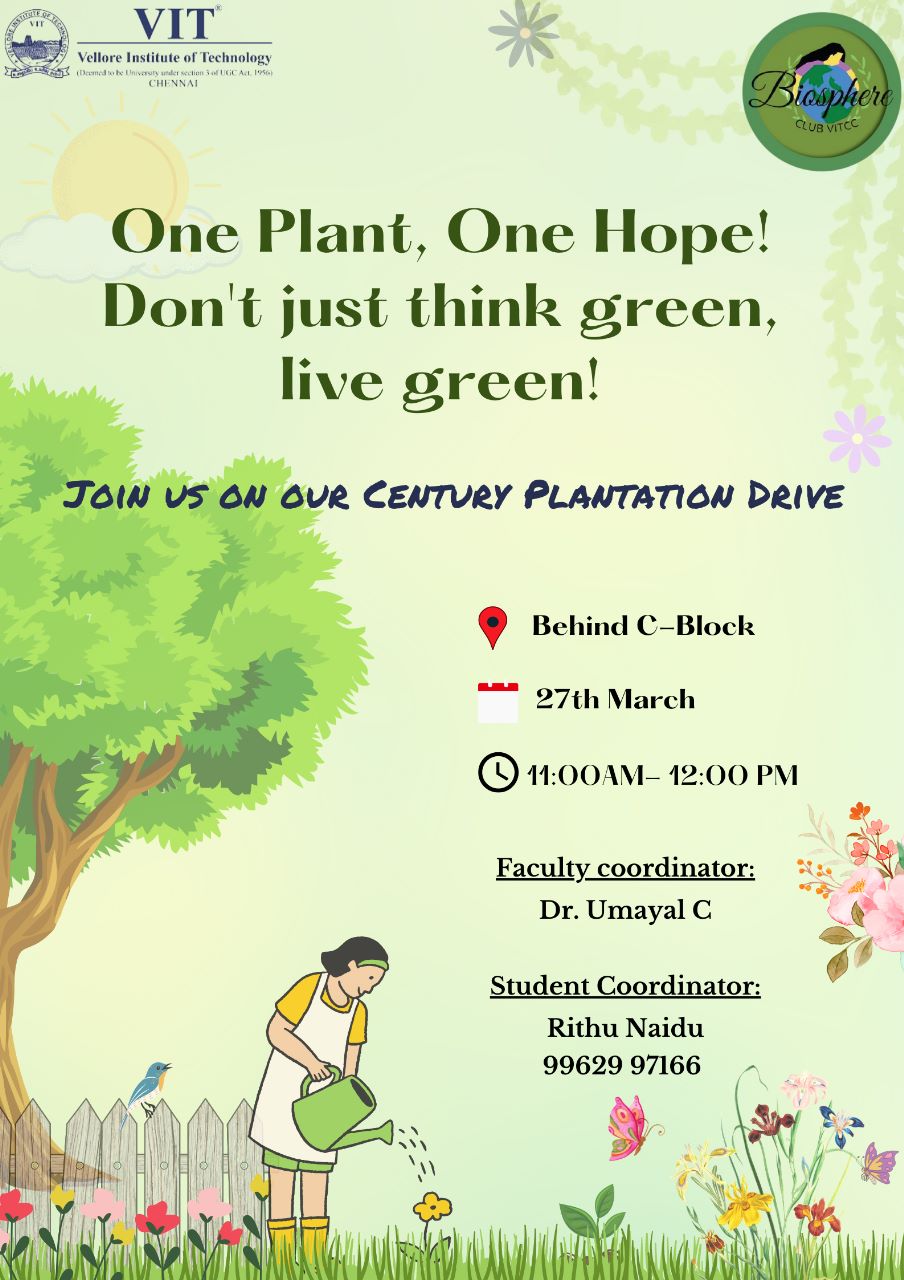 VIT®
Vellore Institute of Technology
(Deemed to be University under section 3 of UGC Act, 1956)
CHENNAI
VELLORE INSTITUTE OF TECHNOLOGY
VIT
Biosphere
CLUB VITCC
One Plant, One Hope!
Don't just think green,
live green!
Join us on our Century Plantation Drive
Behind C-Block
27th March
11:00AM- 12:00 PM
Faculty coordinator:
Dr. Umayal C
Student Coordinator:
Rithu Naidu
99629 97166